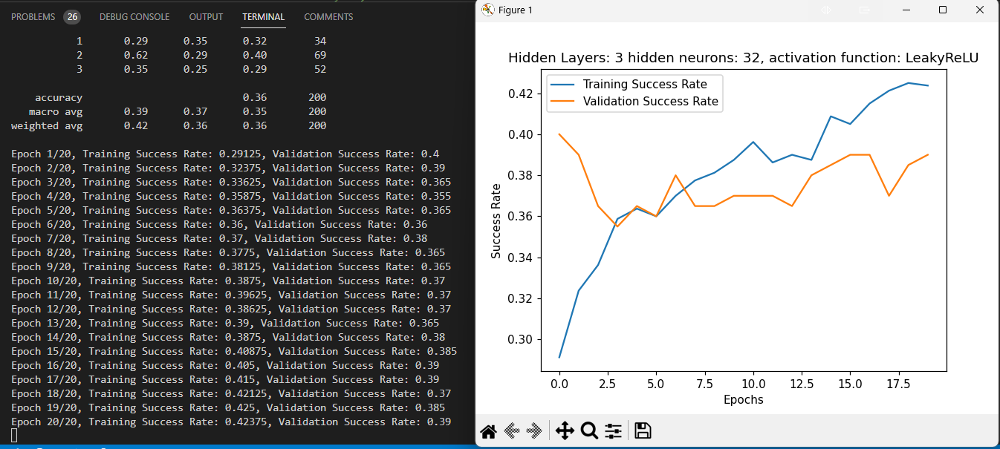 PROBLEMS 26 DEBUG CONSOLE OUTPUT TERMINAL COMMENTS
1 0.29 0.35 0.32 34
2 0.62 0.29 0.40 69
3 0.35 0.25 0.29 52
accuracy 0.36 200
macro avg 0.39 0.37 0.35 200
weighted avg 0.42 0.36 0.36 200
Epoch 1/20, Training Success Rate: 0.29125, Validation Success Rate: 0.4
Epoch 2/20, Training Success Rate: 0.32375, Validation Success Rate: 0.39
Epoch 3/20, Training Success Rate: 0.33625, Validation Success Rate: 0.365
Epoch 4/20, Training Success Rate: 0.35875, Validation Success Rate: 0.355
Epoch 5/20, Training Success Rate: 0.36375, Validation Success Rate: 0.365
Epoch 6/20, Training Success Rate: 0.36, Validation Success Rate: 0.36
Epoch 7/20, Training Success Rate: 0.37, Validation Success Rate: 0.38
Epoch 8/20, Training Success Rate: 0.3775, Validation Success Rate: 0.365
Epoch 9/20, Training Success Rate: 0.38125, Validation Success Rate: 0.365
Epoch 10/20, Training Success Rate: 0.3875, Validation Success Rate: 0.37
Epoch 11/20, Training Success Rate: 0.39625, Validation Success Rate: 0.37
Epoch 12/20, Training Success Rate: 0.38625, Validation Success Rate: 0.37
Epoch 13/20, Training Success Rate: 0.39, Validation Success Rate: 0.365
Epoch 14/20, Training Success Rate: 0.3875, Validation Success Rate: 0.38
Epoch 15/20, Training Success Rate: 0.40875, Validation Success Rate: 0.385
Epoch 16/20, Training Success Rate: 0.405, Validation Success Rate: 0.39
Epoch 17/20, Training Success Rate: 0.415, Validation Success Rate: 0.39
Epoch 18/20, Training Success Rate: 0.42125, Validation Success Rate: 0.37
Epoch 19/20, Training Success Rate: 0.425, Validation Success Rate: 0.385
Epoch 20/20, Training Success Rate: 0.42375, Validation Success Rate: 0.39
Figure 1
Hidden Layers: 3 hidden neurons: 32, activation function: LeakyReLU
Training Success Rate
Validation Success Rate
Success Rate
0.42
0.40
0.38
0.36
0.34
0.32
0.30
0.0 2.5 5.0 7.5 10.0 12.5 15.0 17.5
Epochs